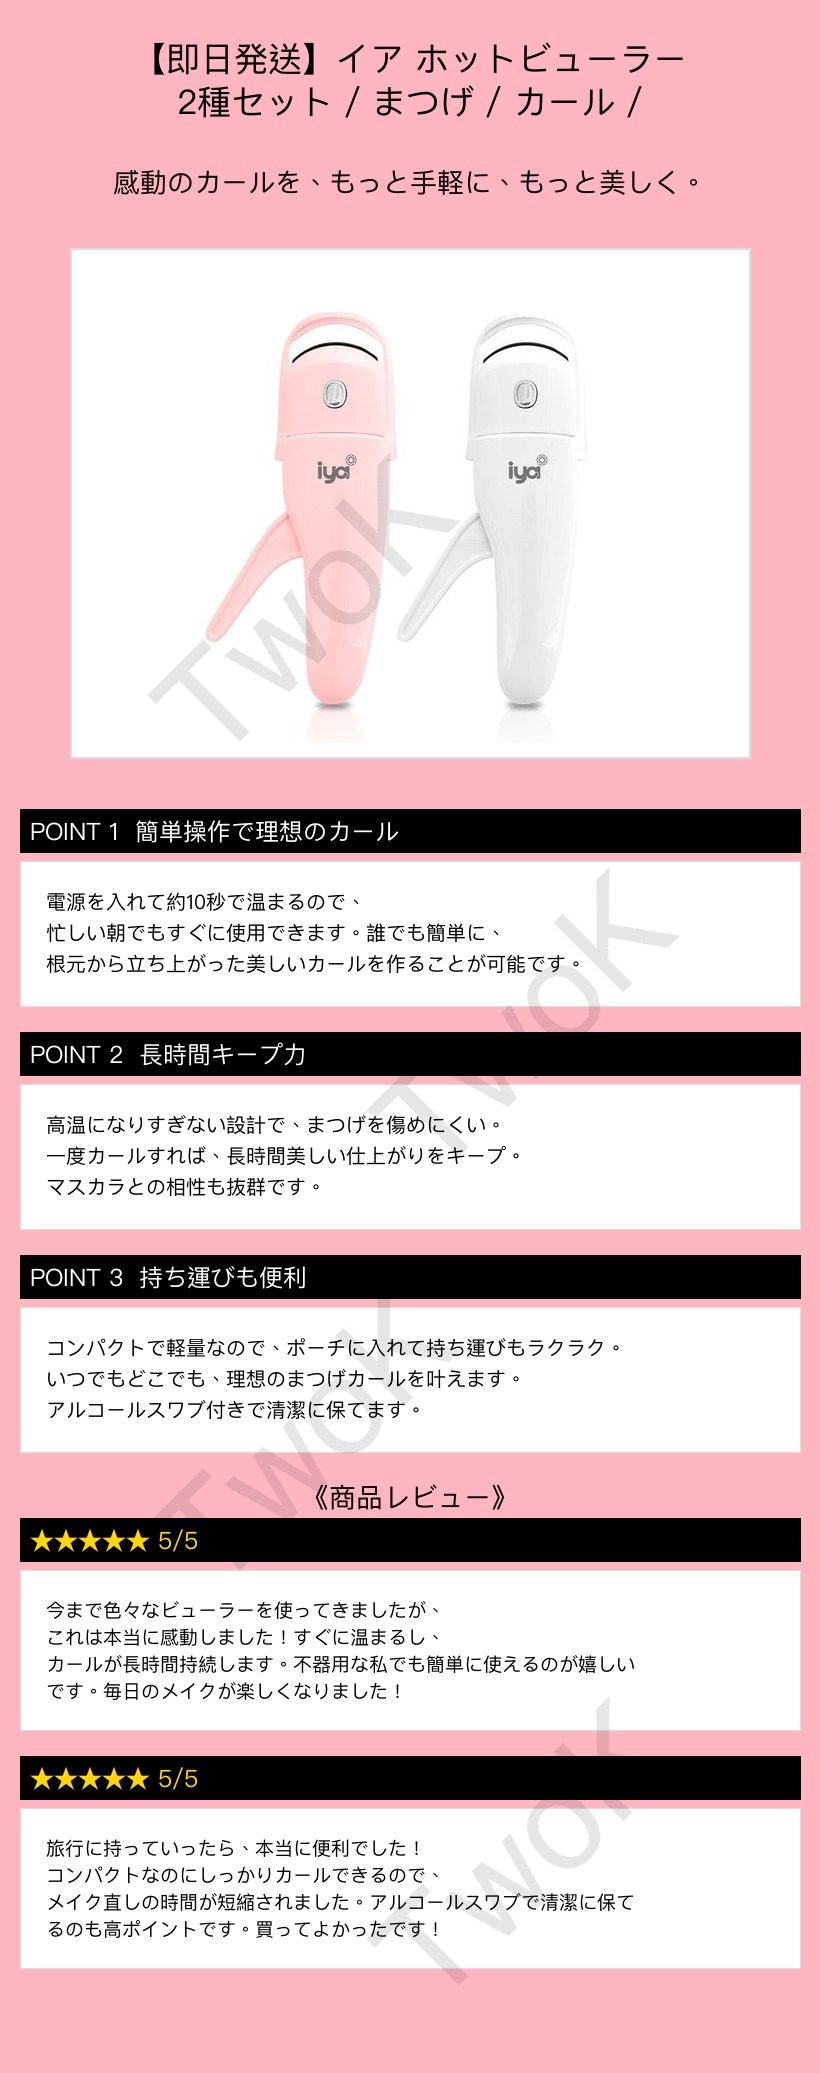 【即日発送】イア ホットビューラー
2種セット / まつげ / カール /
感動のカールを、もっと手軽に、もっと美しく。
iya iya
TwoK
POINT 1 簡単操作で理想のカール
電源を入れて約10秒で温まるので、
忙しい朝でもすぐに使用できます。誰でも簡単に、
根元から立ち上がった美しいカールを作ることが可能です。
TwoK
POINT 2 長時間キープ力
高温になりすぎない設計で、まつげを傷めにくい。
一度カールすれば、長時間美しい仕上がりをキープ。
マスカラとの相性も抜群です。
POINT 3 持ち運びも便利
コンパクトで軽量なので、ポーチに入れて持ち運びもラクラク。
いつでもどこでも、理想のまつげカールを叶えます。
アルコールスワブ付きで清潔に保てます。
TwoK
《商品レビュー》
★★★★★ 5/5
今まで色々なビューラーを使ってきましたが、
これは本当に感動しました！すぐに温まるし、
カールが長時間持続します。不器用な私でも簡単に使えるのが嬉しい
です。毎日のメイクが楽しくなりました！
★★★★★ 5/5
旅行に持っていったら、本当に便利でした！
コンパクトなのにしっかりカールできるので、
メイク直しの時間が短縮されました。アルコールスワブで清潔に保て
るのも高ポイントです。買ってよかったです！
TwoK